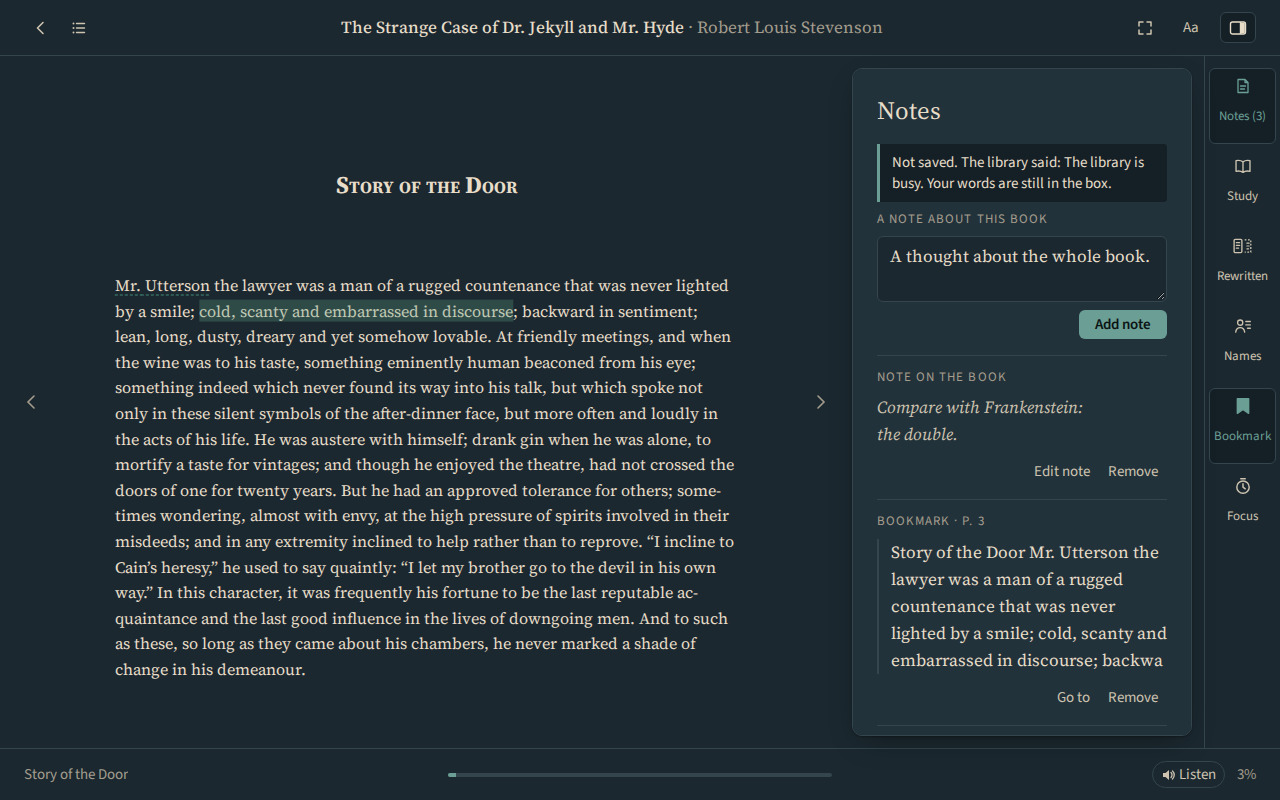 The Strange Case of Dr. Jekyll and Mr. Hyde · Robert Louis Stevenson
Aa
Story of the Door
Mr. Utterson the lawyer was a man of a rugged countenance that was never lighted
by a smile; cold, scanty and embarrassed in discourse; backward in sentiment;
lean, long, dusty, dreary and yet somehow lovable. At friendly meetings, and when
the wine was to his taste, something eminently human beaconed from his eye;
something indeed which never found its way into his talk, but which spoke not
only in these silent symbols of the after-dinner face, but more often and loudly in
the acts of his life. He was austere with himself; drank gin when he was alone, to
mortify a taste for vintages; and though he enjoyed the theatre, had not crossed the
doors of one for twenty years. But he had an approved tolerance for others; some-
times wondering, almost with envy, at the high pressure of spirits involved in their
misdeeds; and in any extremity inclined to help rather than to reprove. “I incline to
Cain’s heresy,” he used to say quaintly: “I let my brother go to the devil in his own
way.” In this character, it was frequently his fortune to be the last reputable ac-
quaintance and the last good influence in the lives of downgoing men. And to such
as these, so long as they came about his chambers, he never marked a shade of
change in his demeanour.
Notes
Not saved. The library said: The library is
busy. Your words are still in the box.
A NOTE ABOUT THIS BOOK
A thought about the whole book.
Add note
NOTE ON THE BOOK
Compare with Frankenstein:
the double.
Edit note Remove
BOOKMARK · P. 3
Story of the Door Mr. Utterson the
lawyer was a man of a rugged
countenance that was never
lighted by a smile; cold, scanty and
embarrassed in discourse; backwa
Go to Remove
Notes (3)
Study
Rewritten
Names
Bookmark
Focus
Story of the Door
Listen
3%